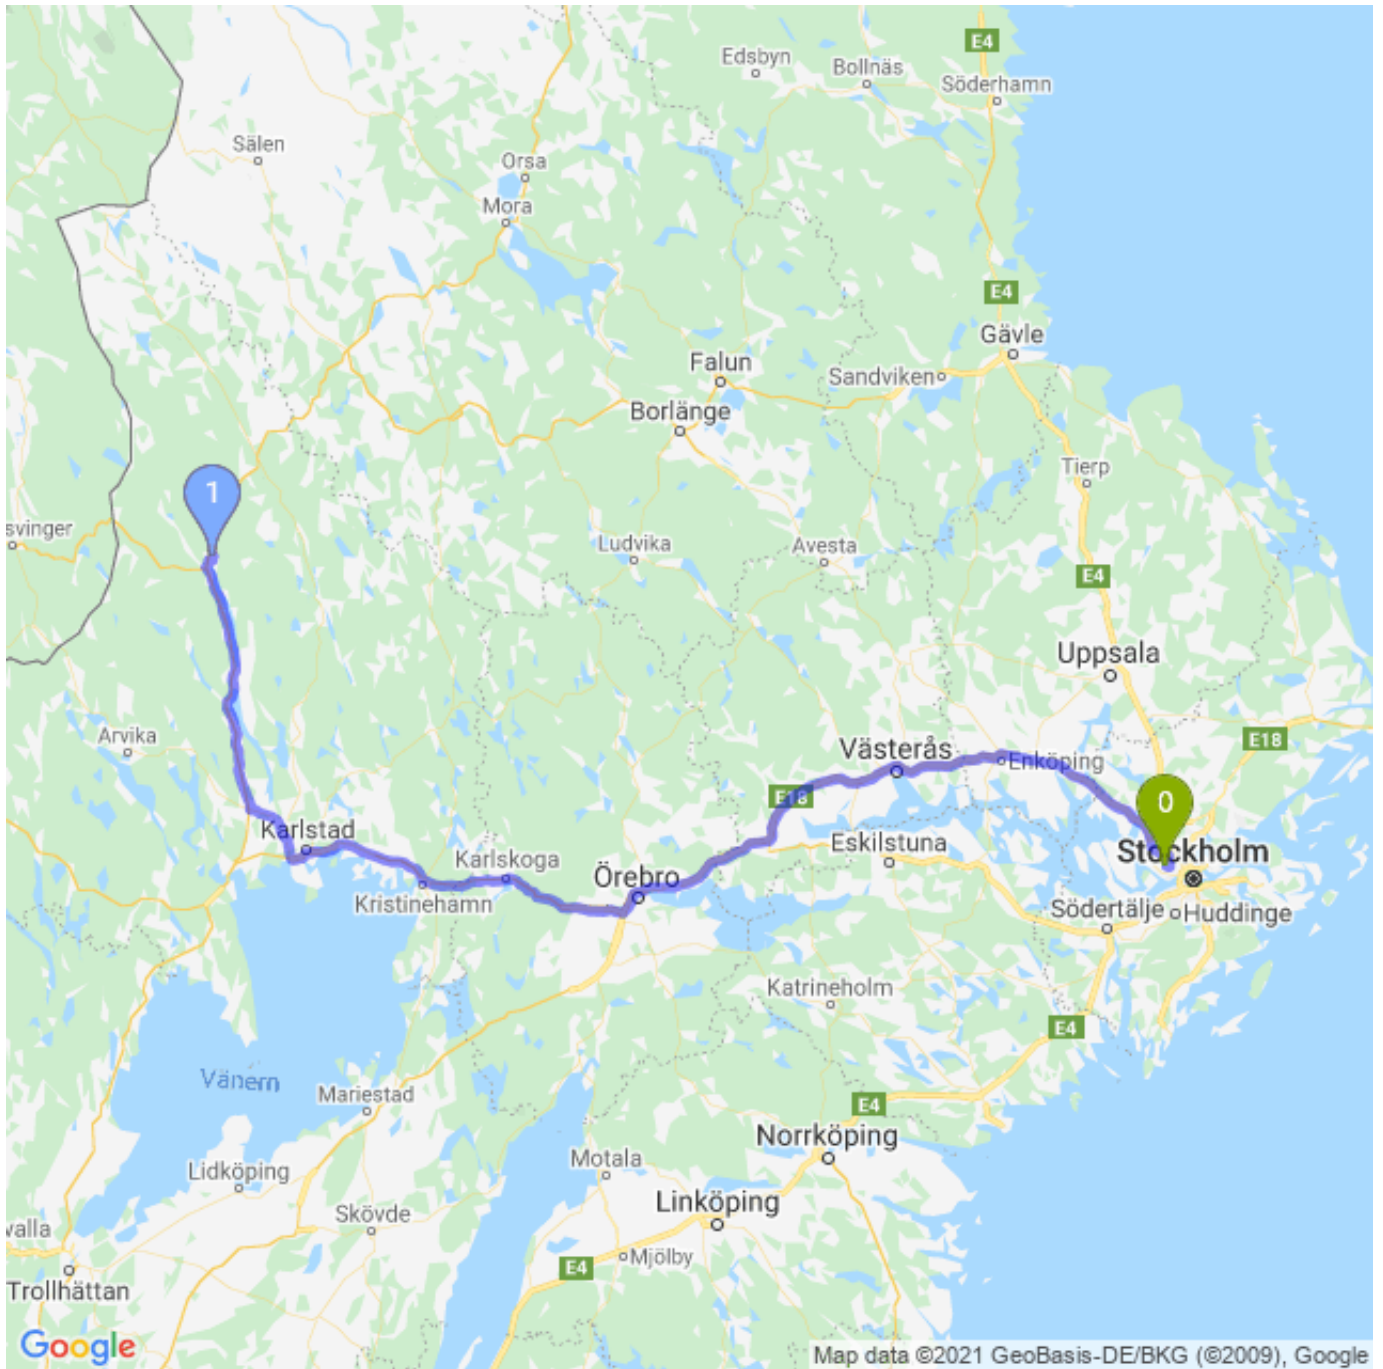 E4
Edsbyn
Bollnäs
Söderhamn
Sälen
Orsa
Mora
E4
Gävle
Falun
Sandviken
Borlänge
Tierp
1
svinger
Ludvika
Avesta
E4
Uppsala
Arvika
E18
Västerås
Enköping
E18
0
Karlstad
Eskilstuna
Stockholm
Karlskoga
Örebro
Kristinehamn
Södertälje
Huddinge
Katrineholm
E4
Vänern
Mariestad
E4
Norrköping
Motala
Lidköping
Linköping
Skövde
valla
Mjölby
E4
Trollhättan
Google
Map data ©2021 GeoBasis-DE/BKG (©2009), Google